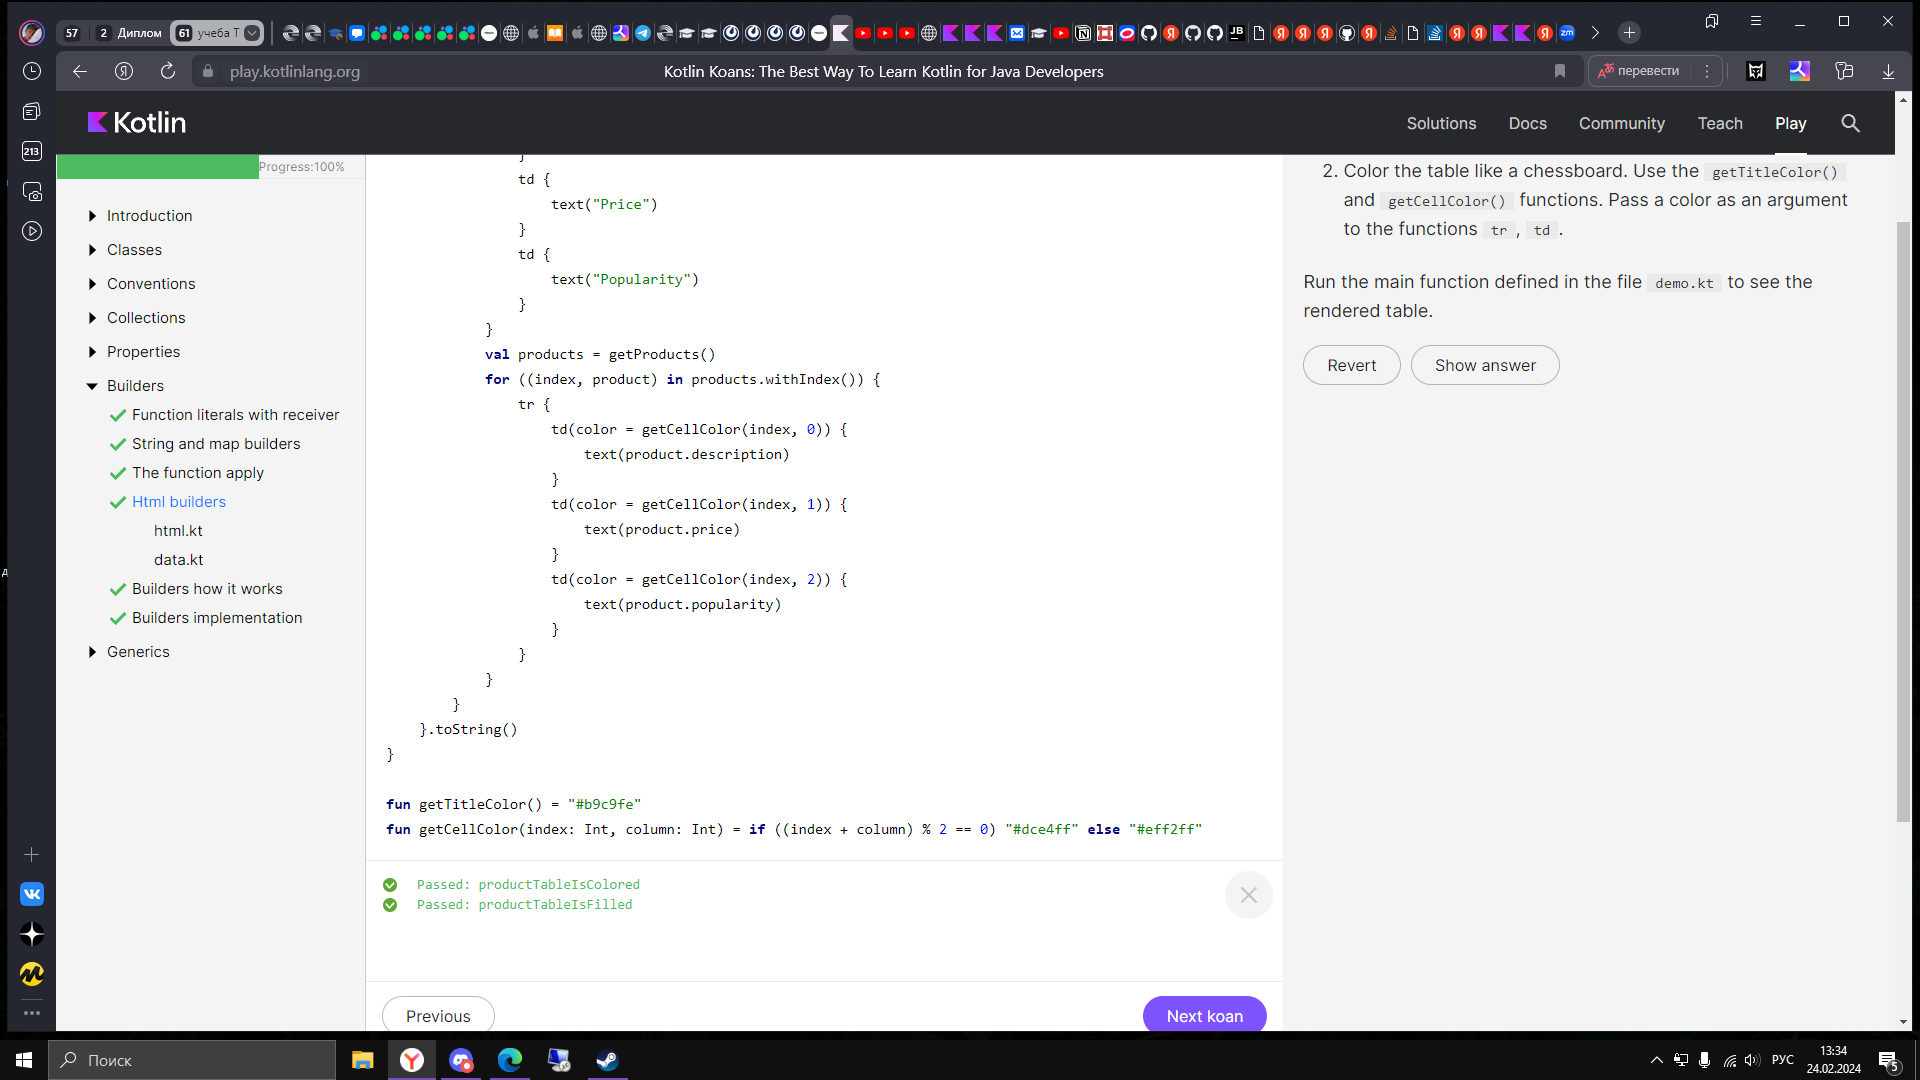 57
2 Диплом
61 учеба Т
play.kotlinlang.org
Kotlin Koans: The Best Way To Learn Kotlin for Java Developers
перевести
213
Kotlin
Solutions
Docs
Community
Teach
Play
Progress:100%
Introduction
Classes
Conventions
Collections
Properties
Builders
Function literals with receiver
String and map builders
The function apply
Html builders
html.kt
data.kt
Builders how it works
Builders implementation
Generics
}
td {
text("Price")
}
td {
text("Popularity")
}
}
val products = getProducts()
for ((index, product) in products.withIndex()) {
tr {
td(color = getCellColor(index, 0)) {
text(product.description)
}
td(color = getCellColor(index, 1)) {
text(product.price)
}
td(color = getCellColor(index, 2)) {
text(product.popularity)
}
}
}
}
}.toString()
}
fun getTitleColor() = "#b9c9fe"
fun getCellColor(index: Int, column: Int) = if ((index + column) % 2 == 0) "#dce4ff" else "#eff2ff"
Passed: productTableIsColored
Passed: productTableIsFilled
Previous
Next koan
2. Color the table like a chessboard. Use the getTitleColor()
and getCellColor() functions. Pass a color as an argument
to the functions tr , td .
Run the main function defined in the file demo.kt to see the
rendered table.
Revert
Show answer
Поиск
РУС
13:34
24.02.2024
5